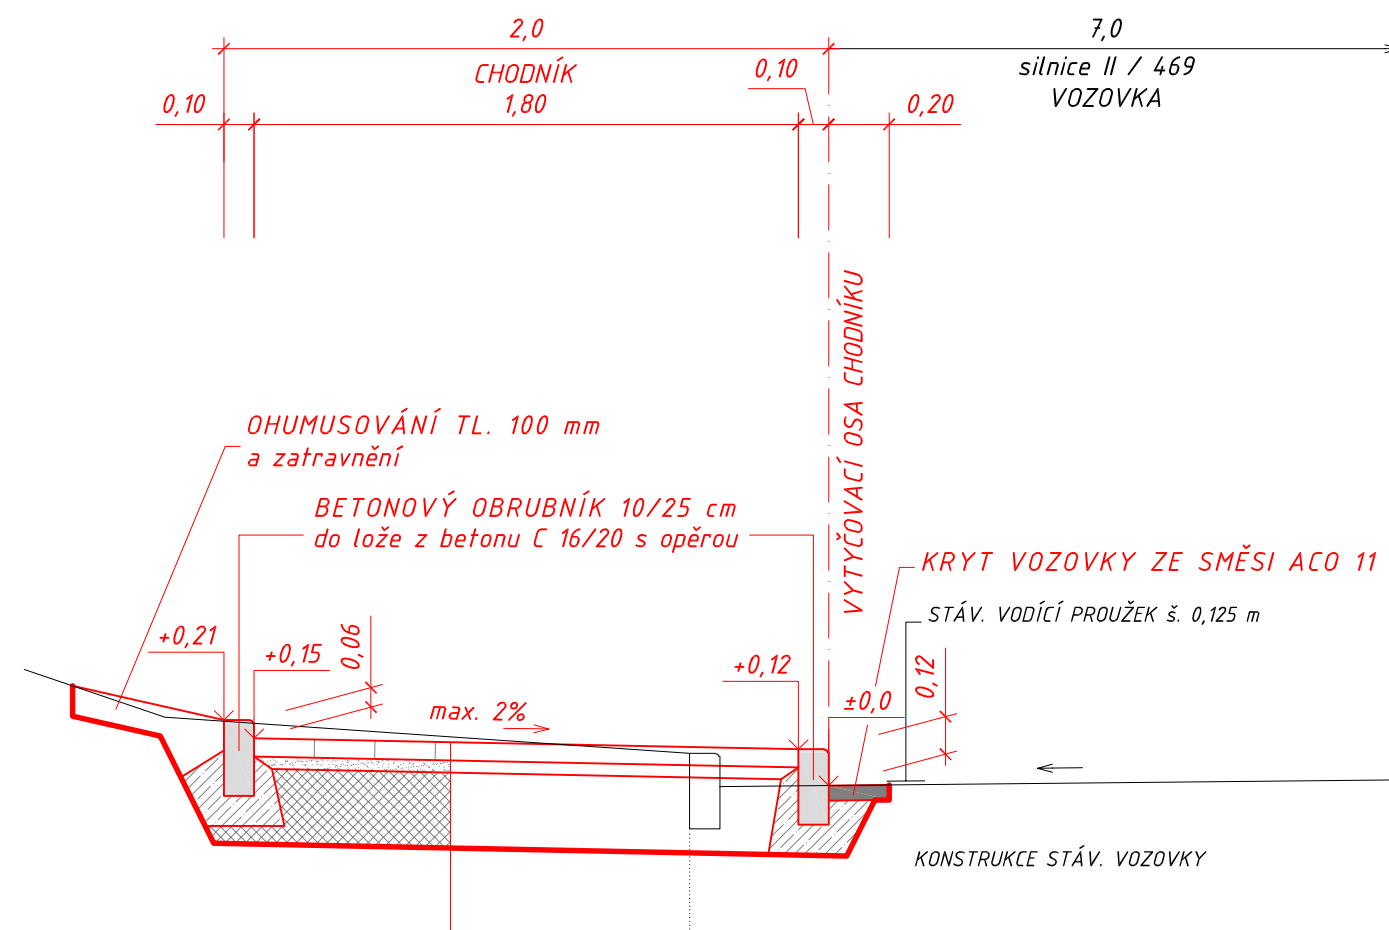 2,0
7,0
CHODNÍK
silnice II / 469
VOZOVKA
0,10
0,10
1,80
0,20
VYTYČOVACÍ OSA CHODNÍKU
OHUMUSOVÁNÍ TL. 100 mm
a zatravnění
BETONOVÝ OBRUBNÍK 10/25 cm
do lože z betonu C 16/20 s opěrou
KRYT VOZOVKY ZE SMĚSI ACO 11
STÁV. VODÍCÍ PROUŽEK š. 0,125 m
+0,21
+0,15
0,06
+0,12
±0,0
0,12
max. 2%
KONSTRUKCE STÁV. VOZOVKY